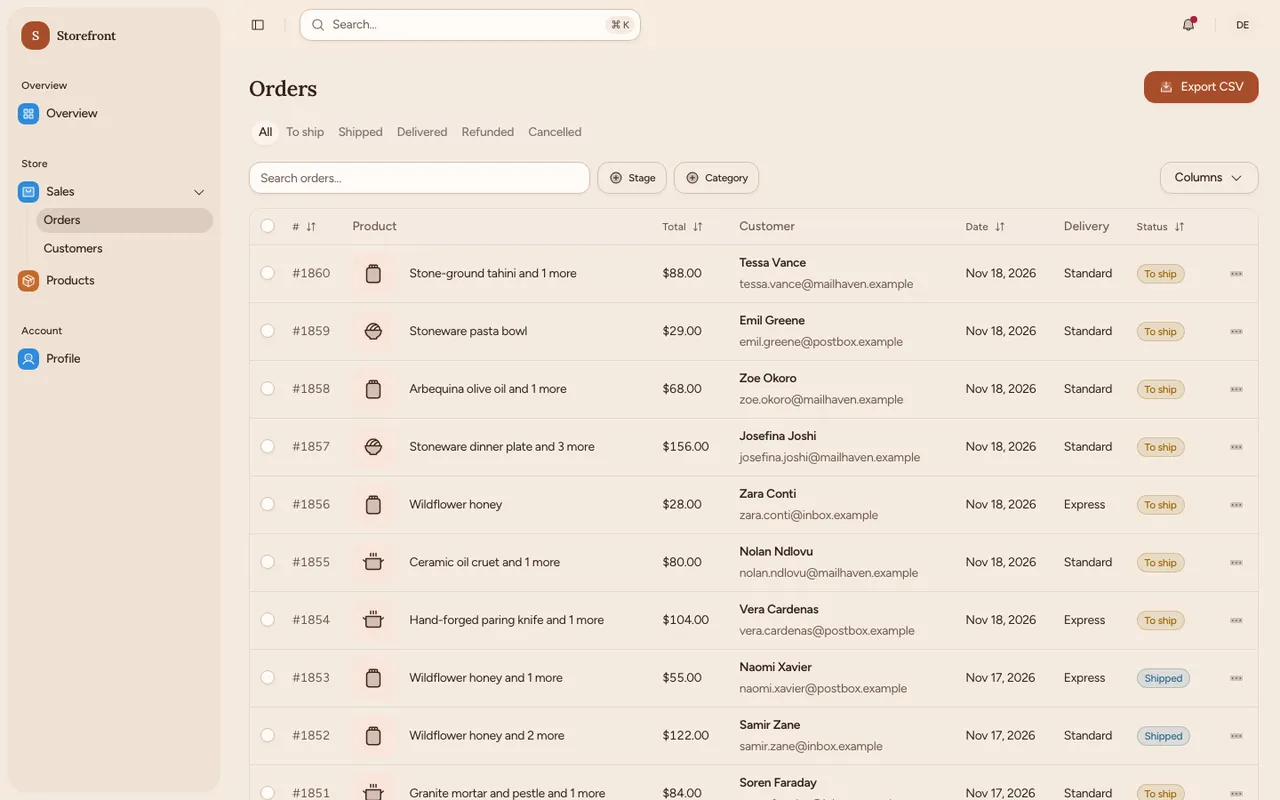 S Storefront
Search... ⌘ K
DE
Overview
Overview
Store
Sales
Orders
Customers
Products
Account
Profile
Orders
Export CSV
All To ship Shipped Delivered Refunded Cancelled
Search orders... Stage Category Columns
# Product Total Customer Date Delivery Status
#1860 Stone-ground tahini and 1 more $88.00 Tessa Vance Nov 18, 2026 Standard To ship
tessa.vance@mailhaven.example
#1859 Stoneware pasta bowl $29.00 Emil Greene Nov 18, 2026 Standard To ship
emil.greene@postbox.example
#1858 Arbequina olive oil and 1 more $68.00 Zoe Okoro Nov 18, 2026 Standard To ship
zoe.okoro@mailhaven.example
#1857 Stoneware dinner plate and 3 more $156.00 Josefina Joshi Nov 18, 2026 Standard To ship
josefina.joshi@mailhaven.example
#1856 Wildflower honey $28.00 Zara Conti Nov 18, 2026 Express To ship
zara.conti@inbox.example
#1855 Ceramic oil cruet and 1 more $80.00 Nolan Ndlovu Nov 18, 2026 Standard To ship
nolan.ndlovu@mailhaven.example
#1854 Hand-forged paring knife and 1 more $104.00 Vera Cardenas Nov 18, 2026 Express To ship
vera.cardenas@postbox.example
#1853 Wildflower honey and 1 more $55.00 Naomi Xavier Nov 17, 2026 Express Shipped
naomi.xavier@postbox.example
#1852 Wildflower honey and 2 more $122.00 Samir Zane Nov 17, 2026 Standard Shipped
samir.zane@inbox.example
#1851 Granite mortar and pestle and 1 more $84.00 Soren Faraday Nov 17, 2026 Standard To ship